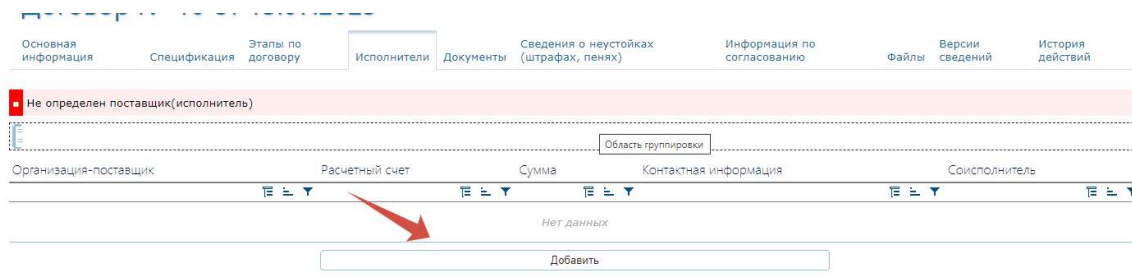 Основная информация
Спецификация
Этапы по договору
Исполнители
Документы
Сведения о неустойках (штрафах, пенях)
Информация по согласованию
Файлы
Версии сведений
История действий
Не определен поставщик(исполнитель)
Область группировки
Организация-поставщик Расчетный счет Сумма Контактная информация Соисполнитель
Нет данных
Добавить